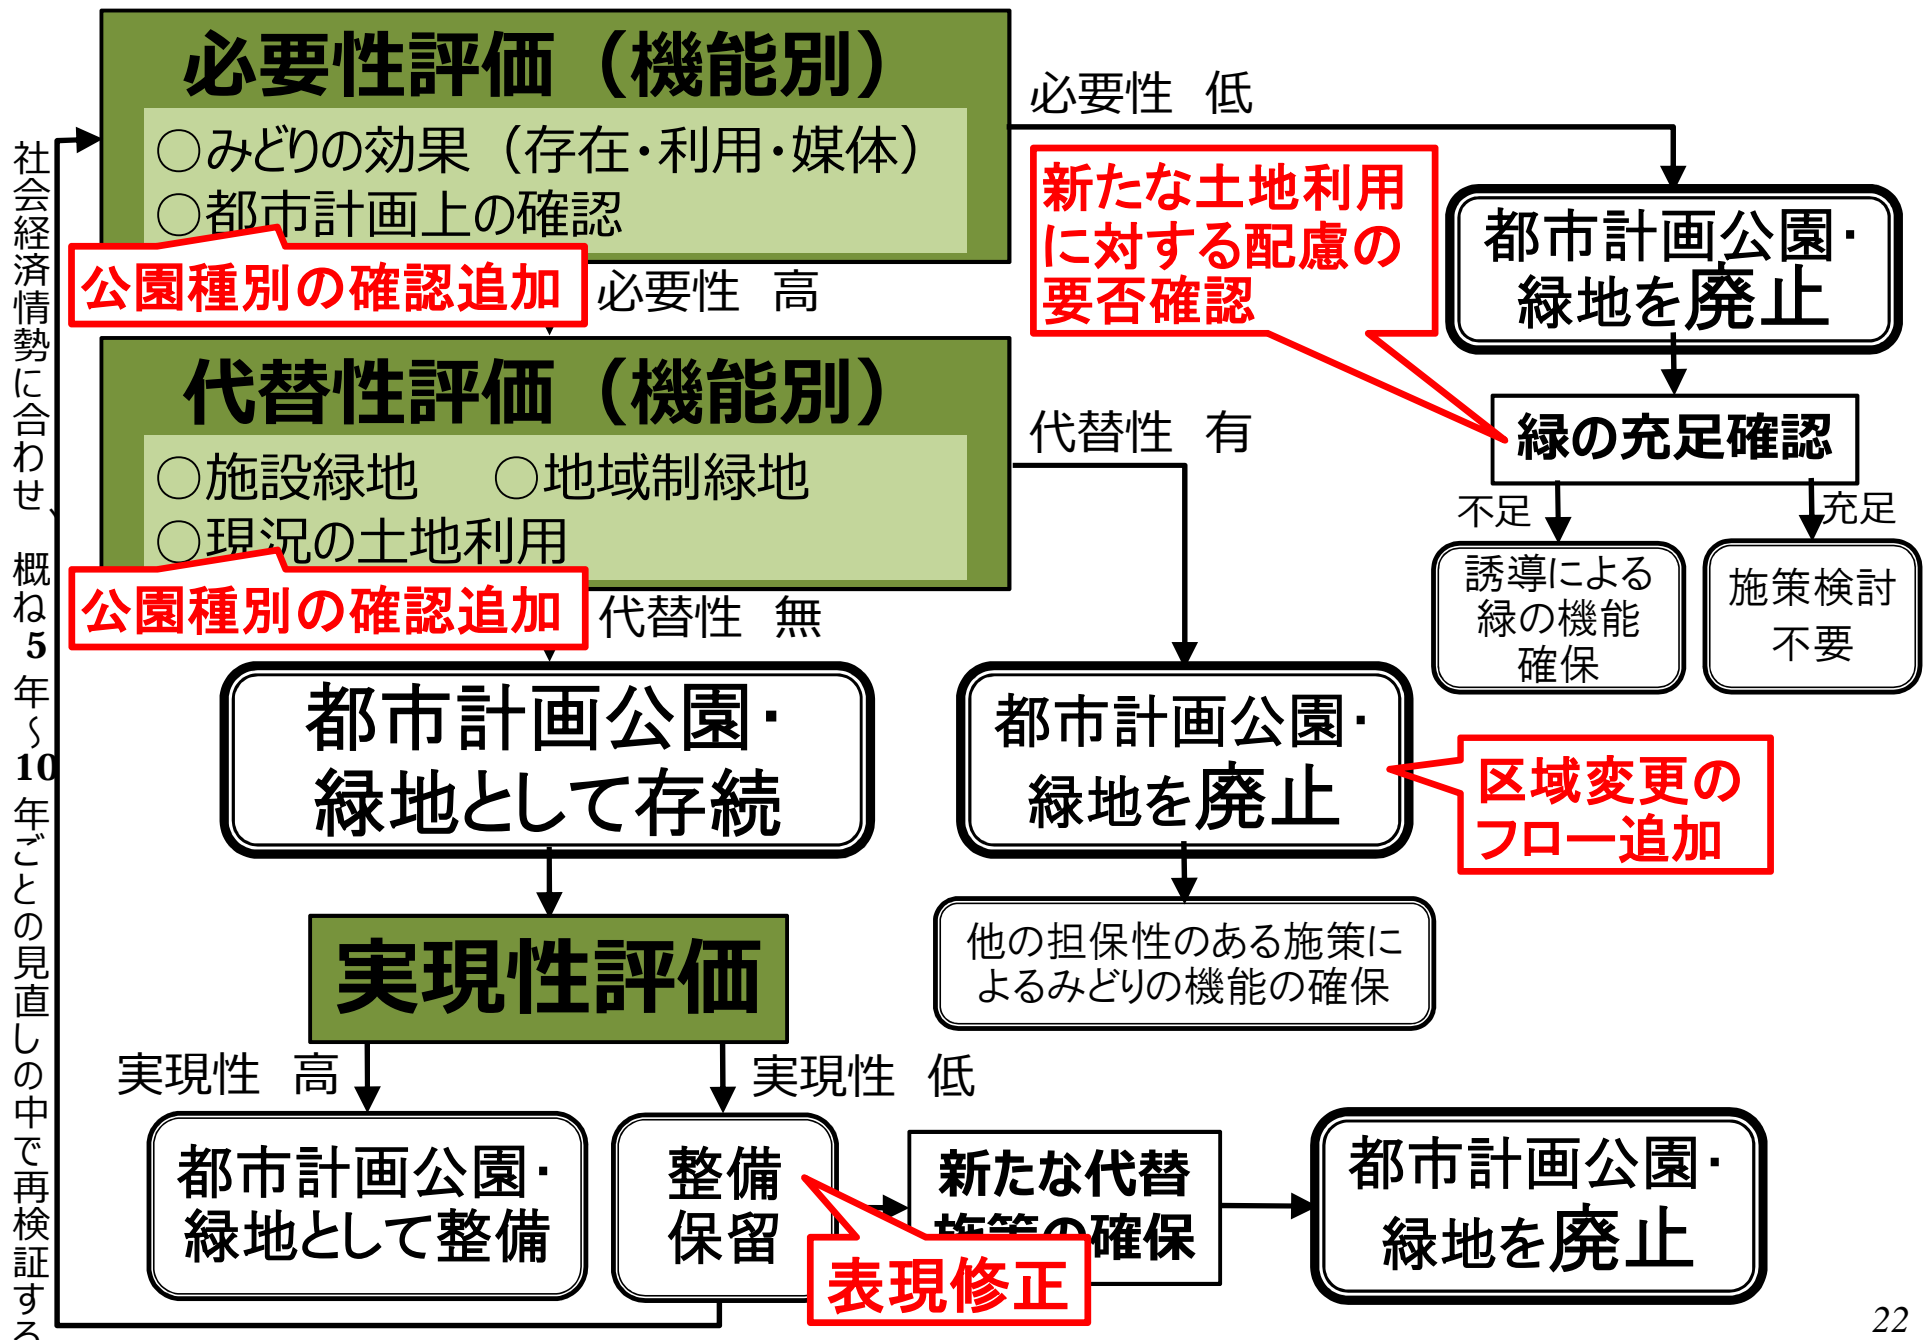 必要性評価（機能別）
○みどりの効果（存在・利用・媒体）
○都市計画上の確認
公園種別の確認追加
必要性　高
必要性　低
新たな土地利用
に対する配慮の
要否確認
都市計画公園・
緑地を廃止
緑の充足確認
不足
充足
誘導による
緑の機能
確保
施策検討
不要
代替性評価（機能別）
○施設緑地　○地域制緑地
○現況の土地利用
公園種別の確認追加
代替性　無
代替性　有
都市計画公園・
緑地として存続
都市計画公園・
緑地を廃止
区域変更の
フロー追加
他の担保性のある施策に
よるみどりの機能の確保
実現性評価
実現性　高
実現性　低
都市計画公園・
緑地として整備
整備
保留
表現修正
新たな代替
施策の確保
都市計画公園・
緑地を廃止
社会経済情勢に合わせ、概ね5年～10年ごとの見直しの中で再検証する
22